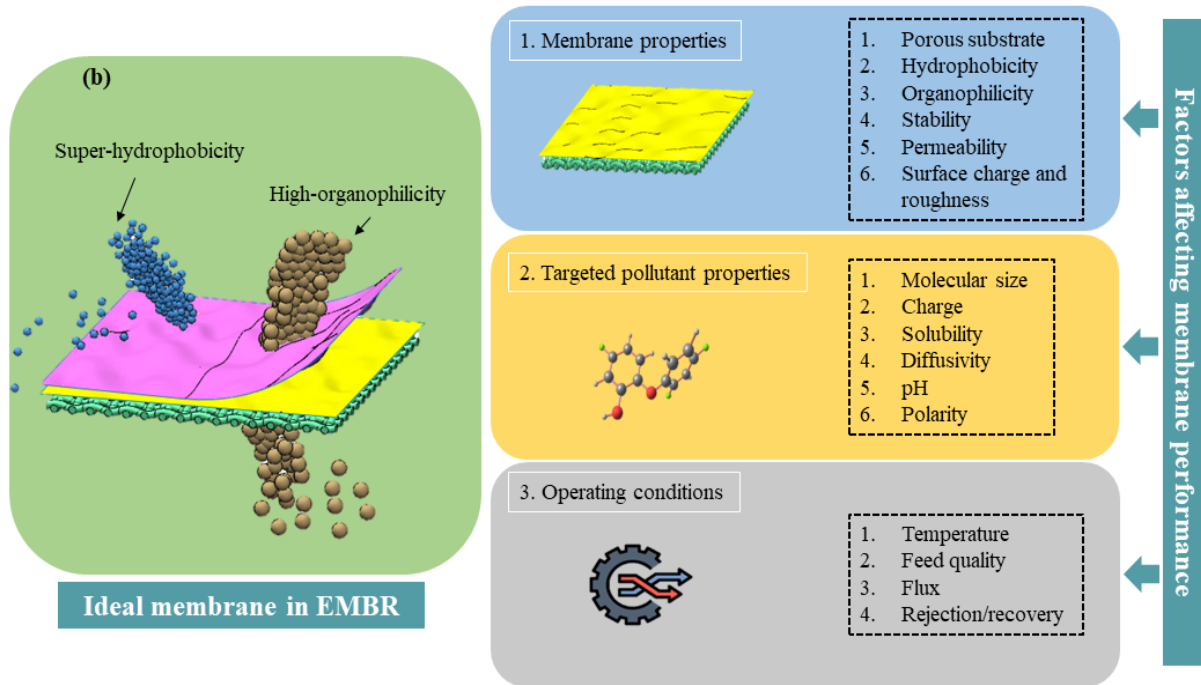 (b)
Super-hydrophobicity
High-organophilicity
Ideal membrane in EMBR
1. Membrane properties
1. Porous substrate
2. Hydrophobicity
3. Organophilicity
4. Stability
5. Permeability
6. Surface charge and
roughness
2. Targeted pollutant properties
1. Molecular size
2. Charge
3. Solubility
4. Diffusivity
5. pH
6. Polarity
3. Operating conditions
1. Temperature
2. Feed quality
3. Flux
4. Rejection/recovery
Factors affecting membrane performance